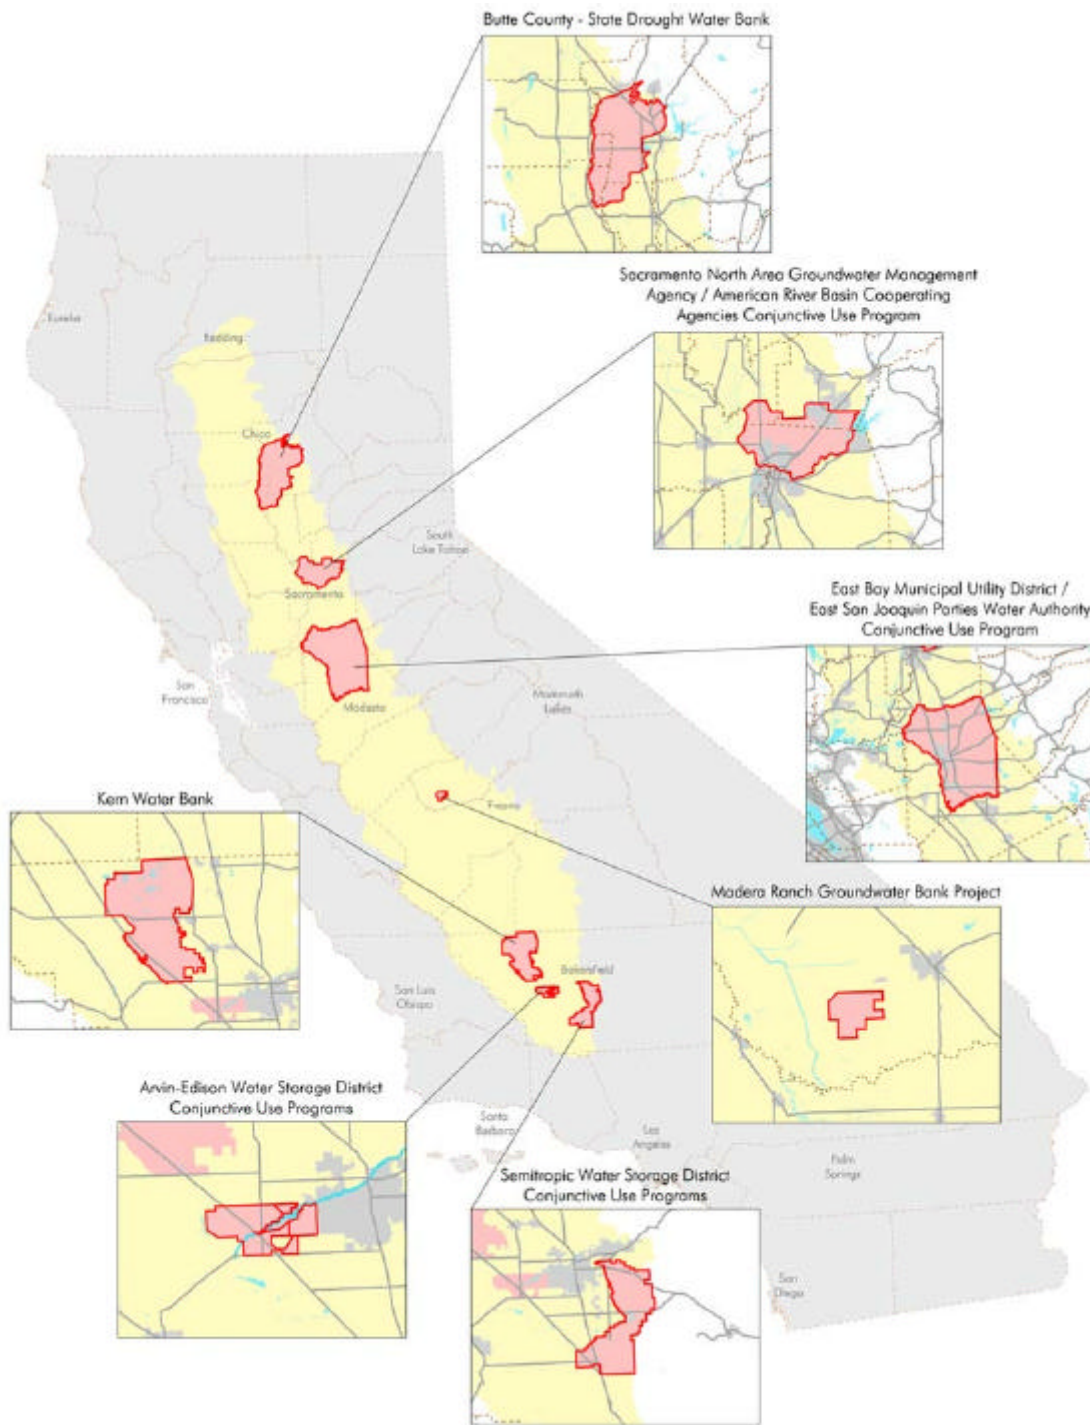 Butte County - State Drought Water Bank
Sacramento North Area Groundwater Management
Agency / American River Basin Cooperating
Agencies Conjunctive Use Program
Eureka
Redding
Chico
South
Lake Tahoe
Sacramento
East Bay Municipal Utility District /
East San Joaquin Parties Water Authority
Conjunctive Use Program
San
Francisco
Modesto
Mammoth
Lakes
Kern Water Bank
Fresno
Madera Ranch Groundwater Bank Project
Bakersfield
San Luis
Obispo
Arvin-Edison Water Storage District
Conjunctive Use Programs
Santa
Barbara
Los
Angeles
Palm
Springs
Semitropic Water Storage District
Conjunctive Use Programs
San
Diego